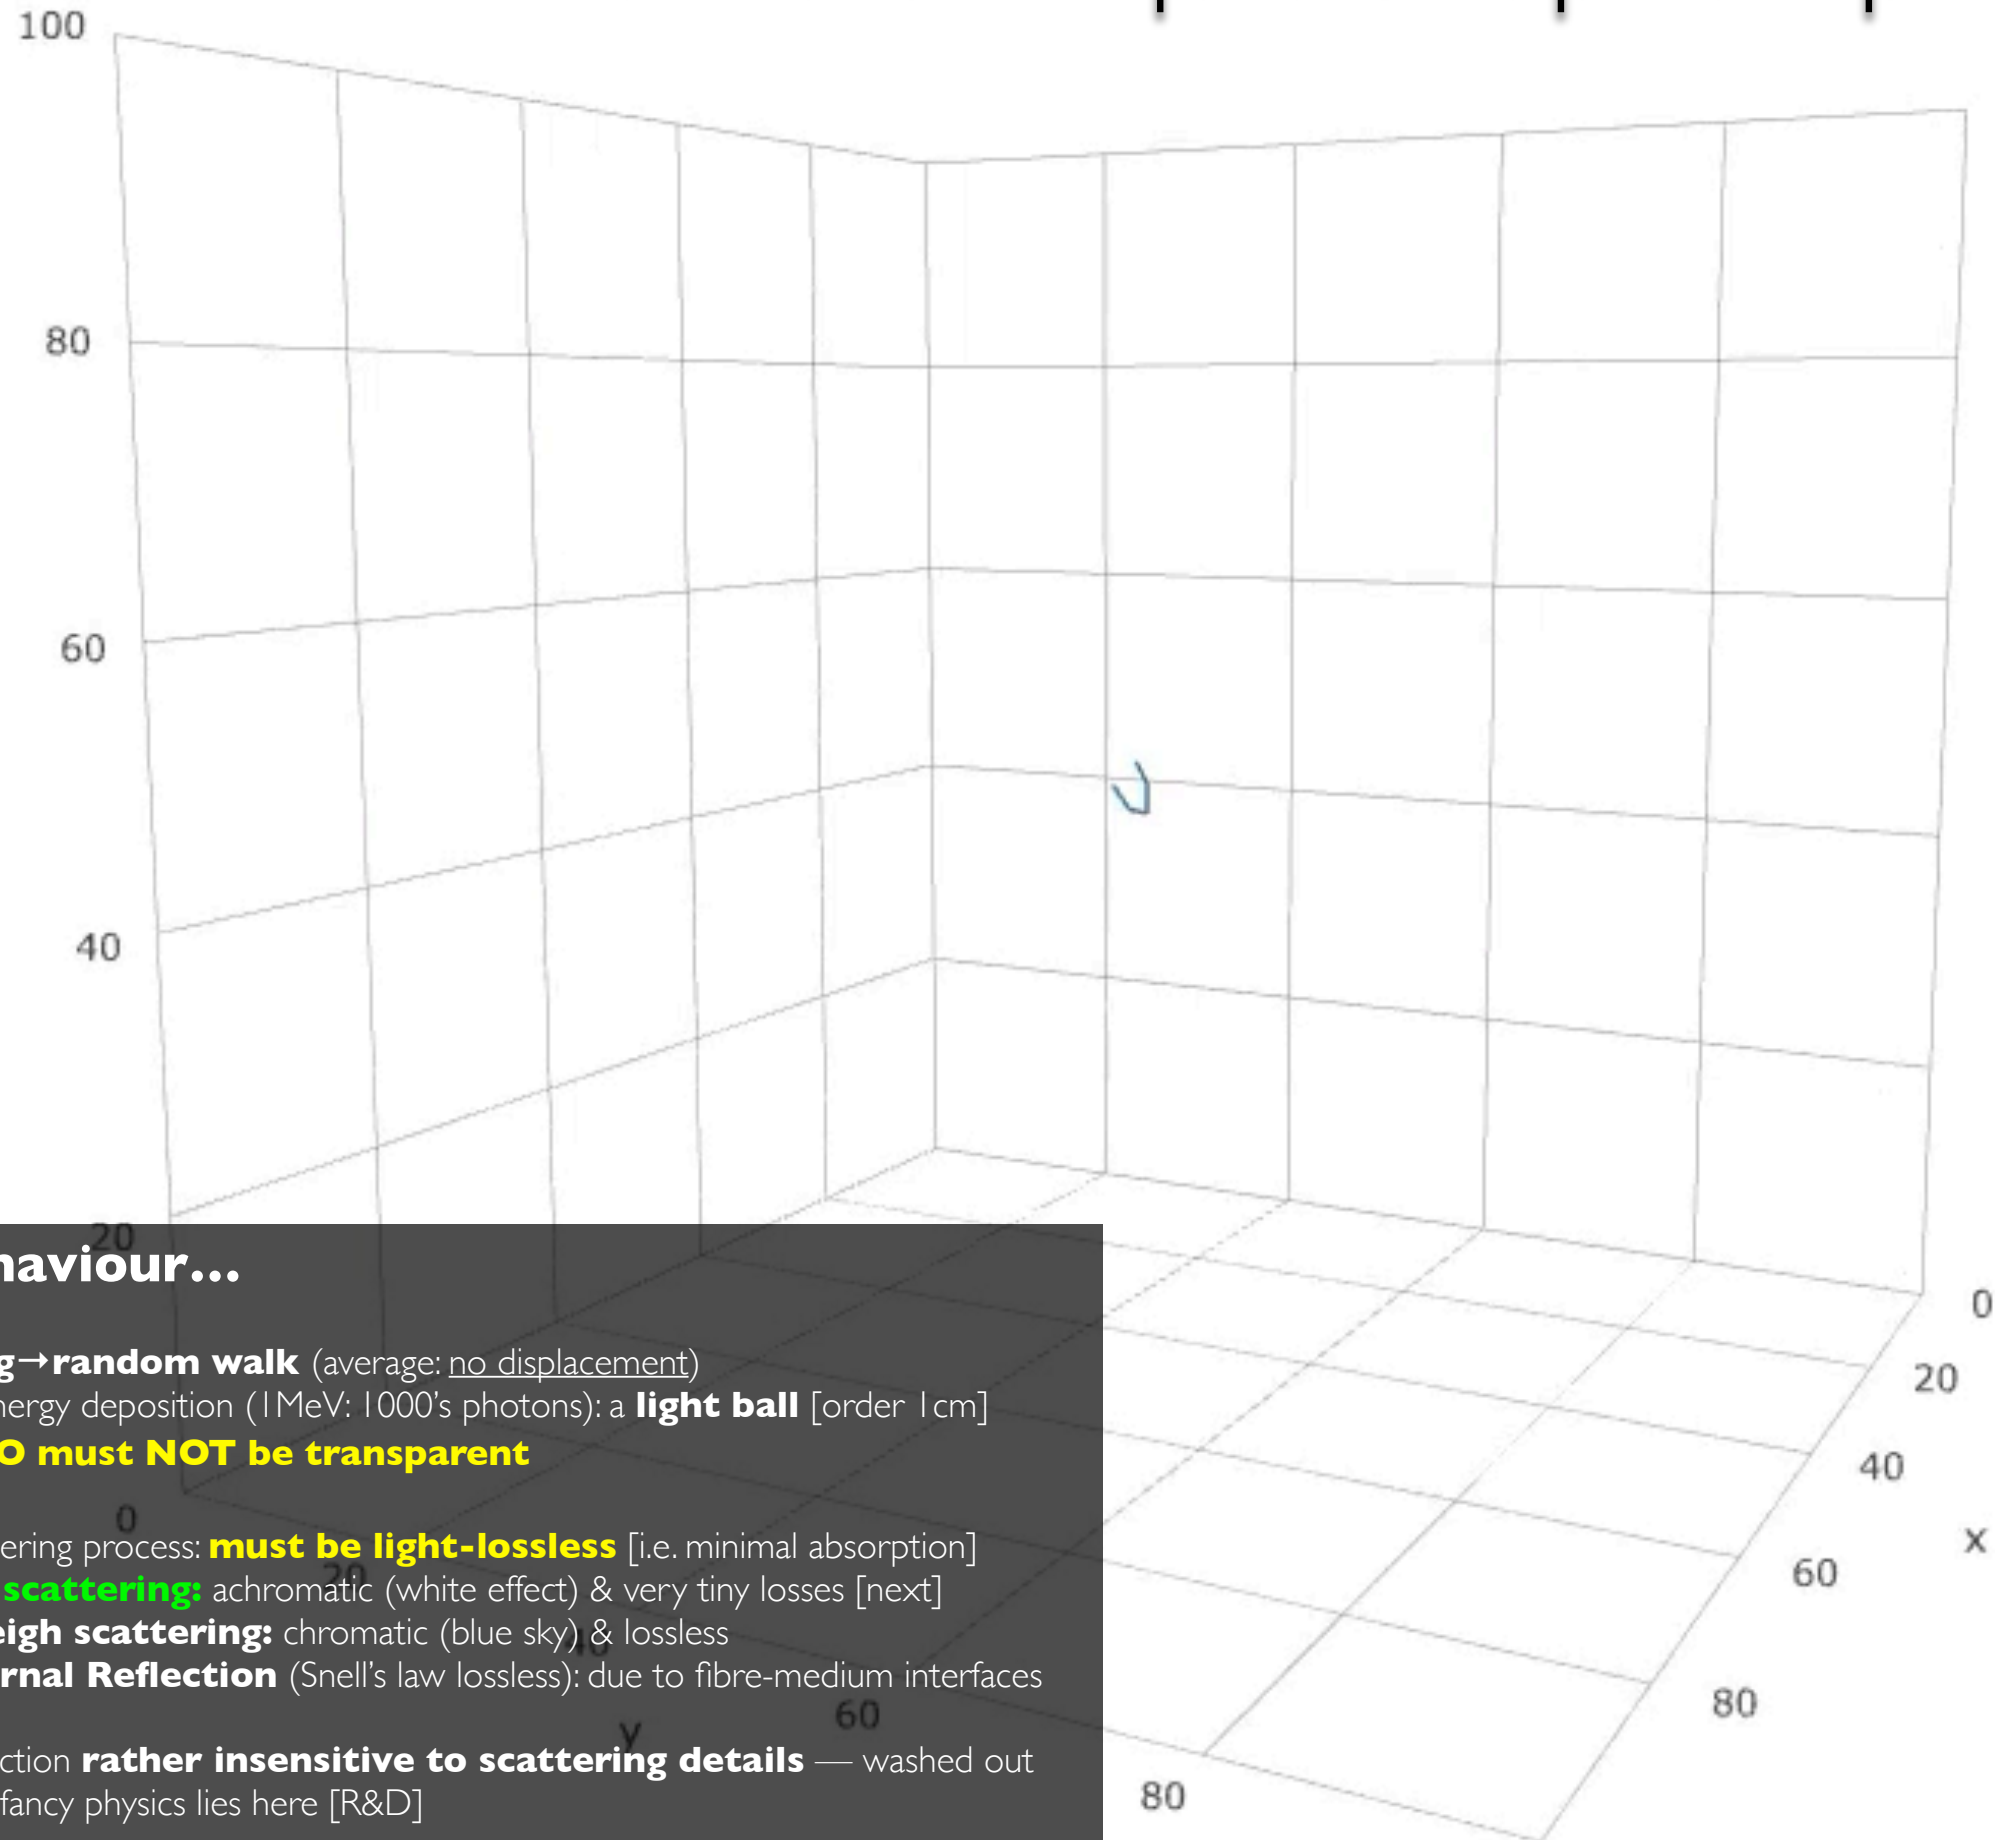 100
80
60
40
20
haviour...
g→random walk (average: no displacement)
nergy deposition (1MeV: 1000's photons): a light ball [order 1cm]
O must NOT be transparent
0
ering process: must be light-lossless [i.e. minimal absorption]
scattering: achromatic (white effect) & very tiny losses [next]
eigh scattering: chromatic (blue sky) & lossless
rnal Reflection (Snell's law lossless): due to fibre-medium interfaces
ction rather insensitive to scattering details — washed out
fancy physics lies here [R&D]
20
40
60
80
y
0
20
40
60
80
x